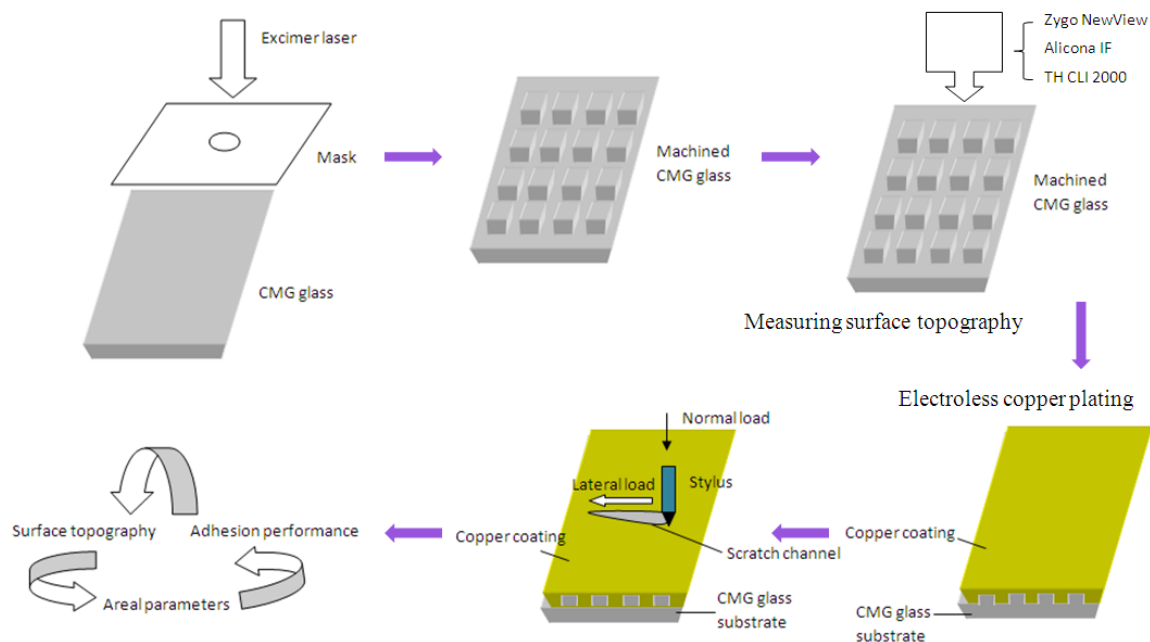 Excimer laser
Mask
CMG glass
Machined
CMG glass
Zygo NewView
Alicona IF
TH CLI 2000
Machined
CMG glass
Measuring surface topography
Electroless copper plating
Copper coating
CMG glass
substrate
Normal load
Lateral load
Stylus
Scratch channel
Copper coating
CMG glass
substrate
Surface topography
Adhesion performance
Areal parameters